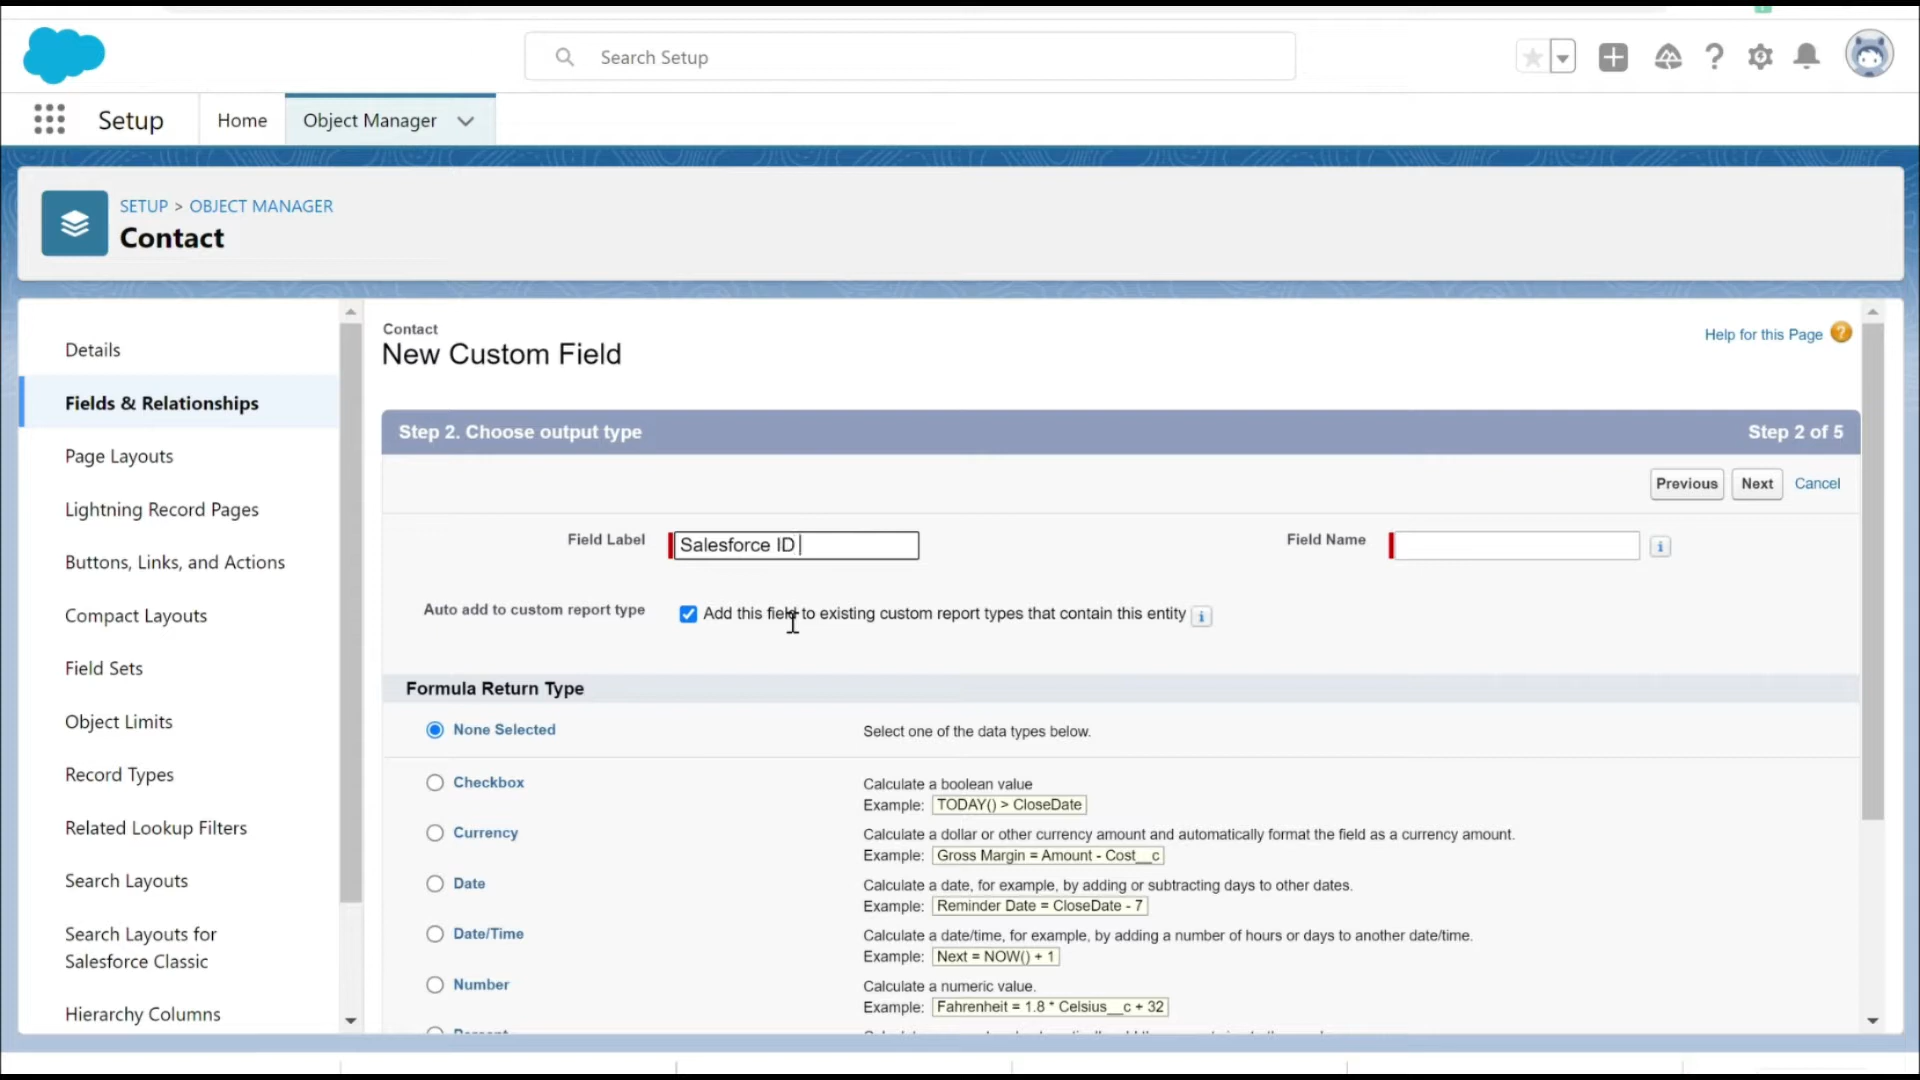 Search Setup
Setup
Home
Object Manager
SETUP > OBJECT MANAGER
Contact
Details
Fields & Relationships
Page Layouts
Lightning Record Pages
Buttons, Links, and Actions
Compact Layouts
Field Sets
Object Limits
Record Types
Related Lookup Filters
Search Layouts
Search Layouts for
Salesforce Classic
Hierarchy Columns
Contact
New Custom Field
Help for this Page ?
Step 2. Choose output type
Step 2 of 5
Previous Next Cancel
Field Label
Salesforce ID
Field Name
i
Auto add to custom report type
Add this field to existing custom report types that contain this entity i
Formula Return Type
None Selected
Select one of the data types below.
Checkbox
Calculate a boolean value
Example: TODAY() > CloseDate
Currency
Calculate a dollar or other currency amount and automatically format the field as a currency amount.
Example: Gross Margin = Amount - Cost__c
Date
Calculate a date, for example, by adding or subtracting days to other dates.
Example: Reminder Date = CloseDate - 7
Date/Time
Calculate a date/time, for example, by adding a number of hours or days to another date/time.
Example: Next = NOW() + 1
Number
Calculate a numeric value.
Example: Fahrenheit = 1.8 * Celsius__c + 32